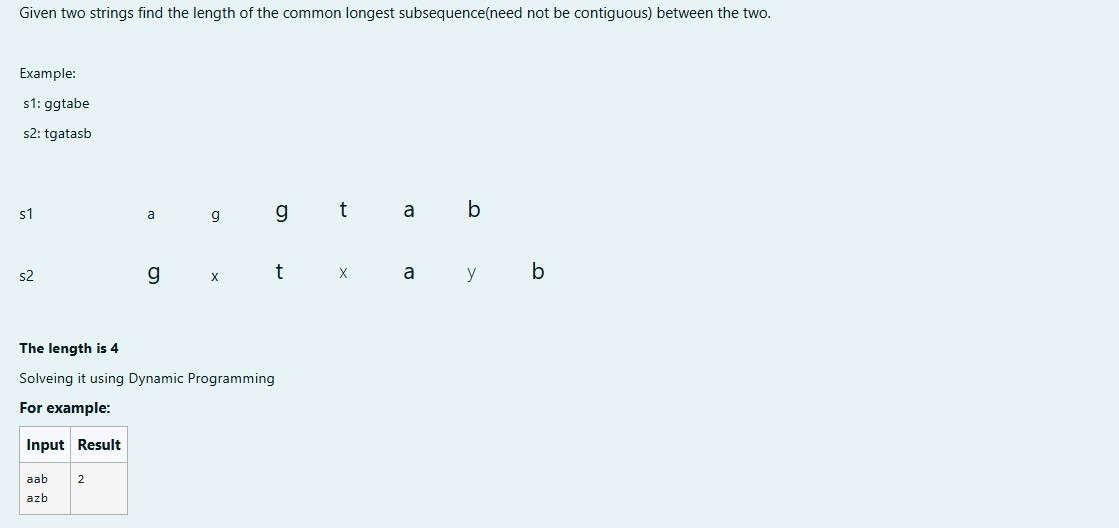 Given two strings find the length of the common longest subsequence(need not be contiguous) between the two.
Example:
s1: ggtabe
s2: tgatasb
s1 a g g t a b
s2 g x t x a y b
The length is 4
Solveing it using Dynamic Programming
For example:
Input Result
aab 2
azb